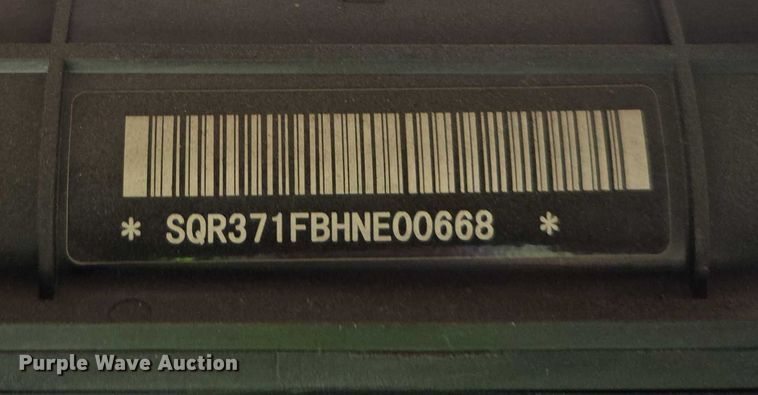 * SQR371FBHNE00668 *
Purple Wave Auction